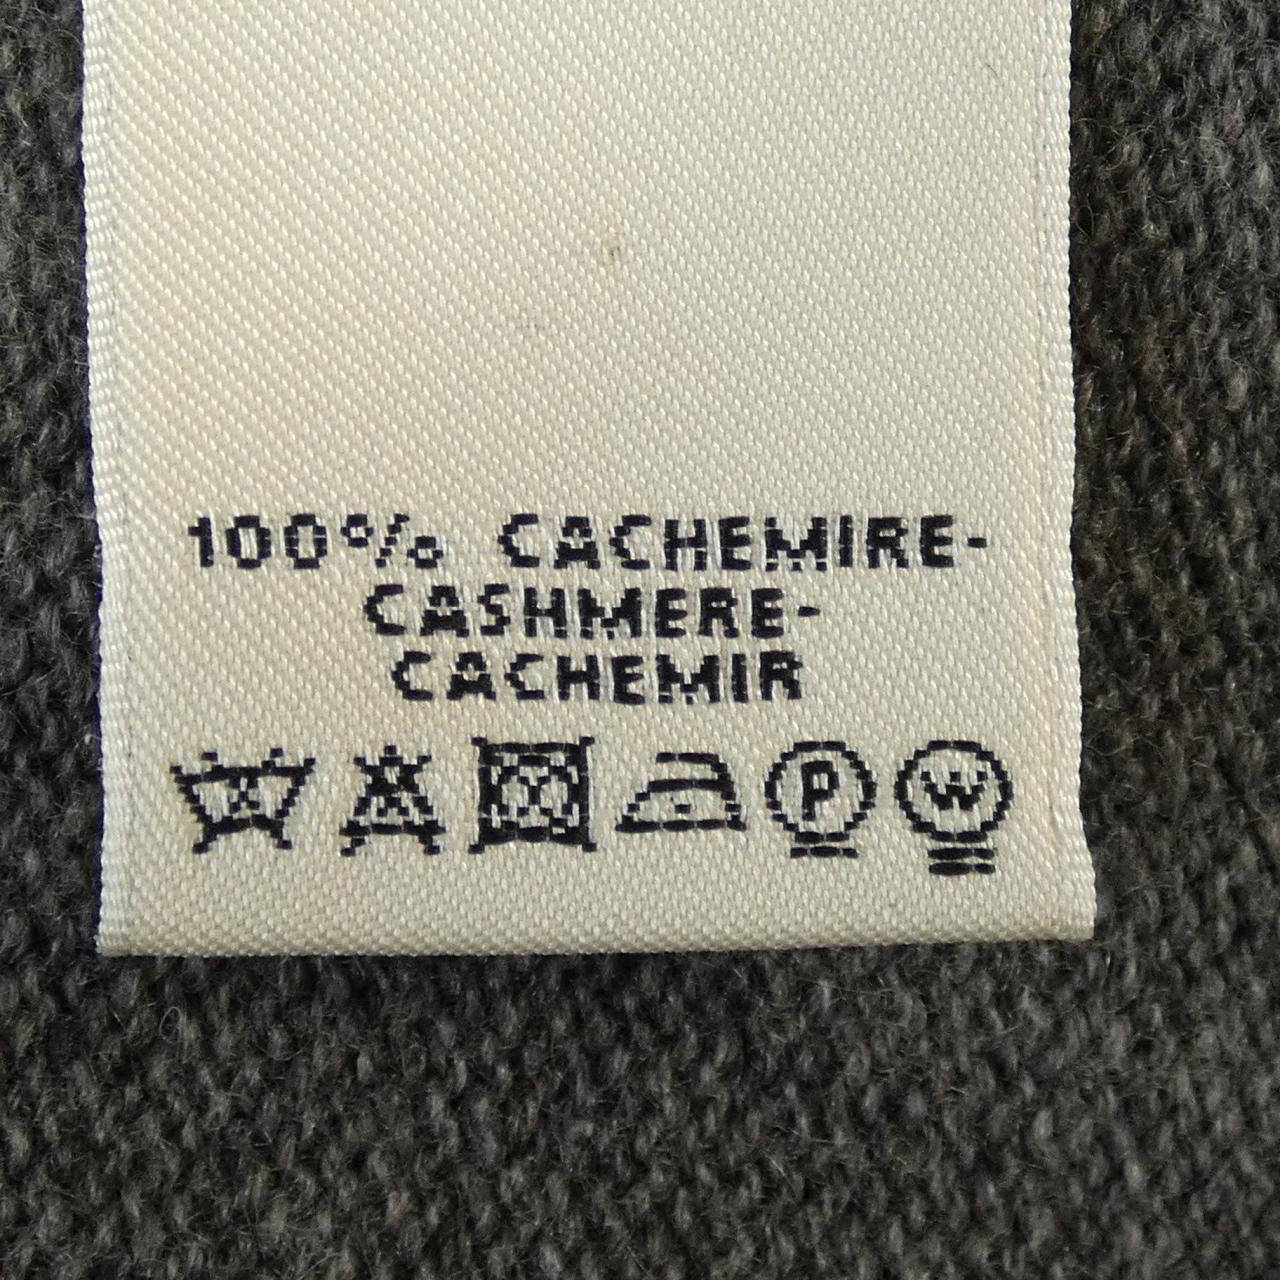 100% CACHEMIRE-
CASHMERE-
CACHEMIR
P W